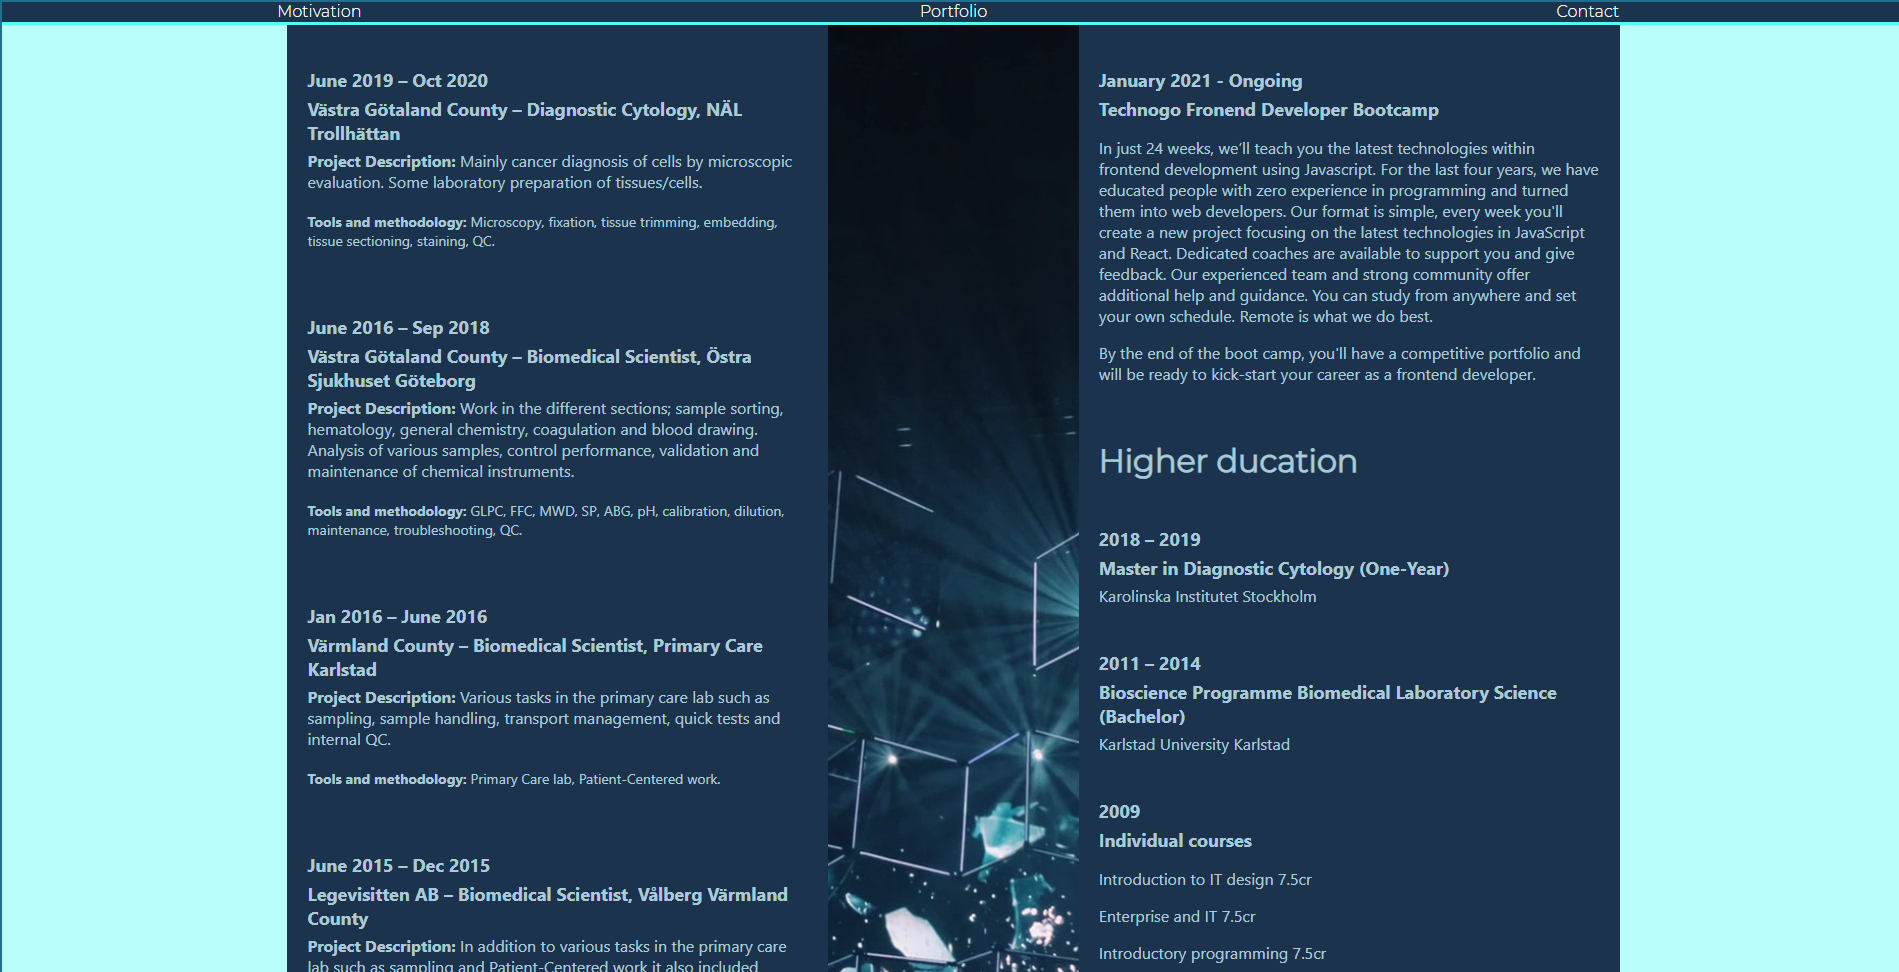 Motivation
Portfolio
Contact
June 2019 – Oct 2020
Västra Götaland County – Diagnostic Cytology, NÄL
Trollhättan
Project Description: Mainly cancer diagnosis of cells by microscopic
evaluation. Some laboratory preparation of tissues/cells.
Tools and methodology: Microscopy, fixation, tissue trimming, embedding,
tissue sectioning, staining, QC.
June 2016 – Sep 2018
Västra Götaland County – Biomedical Scientist, Östra
Sjukhuset Göteborg
Project Description: Work in the different sections; sample sorting,
hematology, general chemistry, coagulation and blood drawing.
Analysis of various samples, control performance, validation and
maintenance of chemical instruments.
Tools and methodology: GLPC, FFC, MWD, SP, ABG, pH, calibration, dilution,
maintenance, troubleshooting, QC.
Jan 2016 – June 2016
Värmland County – Biomedical Scientist, Primary Care
Karlstad
Project Description: Various tasks in the primary care lab such as
sampling, sample handling, transport management, quick tests and
internal QC.
Tools and methodology: Primary Care lab, Patient-Centered work.
June 2015 – Dec 2015
Legevisitten AB – Biomedical Scientist, Vålberg Värmland
County
Project Description: In addition to various tasks in the primary care
lab such as sampling and Patient-Centered work it also included
January 2021 - Ongoing
Technogo Fronend Developer Bootcamp
In just 24 weeks, we'll teach you the latest technologies within
frontend development using Javascript. For the last four years, we have
educated people with zero experience in programming and turned
them into web developers. Our format is simple, every week you'll
create a new project focusing on the latest technologies in JavaScript
and React. Dedicated coaches are available to support you and give
feedback. Our experienced team and strong community offer
additional help and guidance. You can study from anywhere and set
your own schedule. Remote is what we do best.
By the end of the boot camp, you'll have a competitive portfolio and
will be ready to kick-start your career as a frontend developer.
Higher ducation
2018 – 2019
Master in Diagnostic Cytology (One-Year)
Karolinska Institutet Stockholm
2011 – 2014
Bioscience Programme Biomedical Laboratory Science
(Bachelor)
Karlstad University Karlstad
2009
Individual courses
Introduction to IT design 7.5cr
Enterprise and IT 7.5cr
Introductory programming 7.5cr